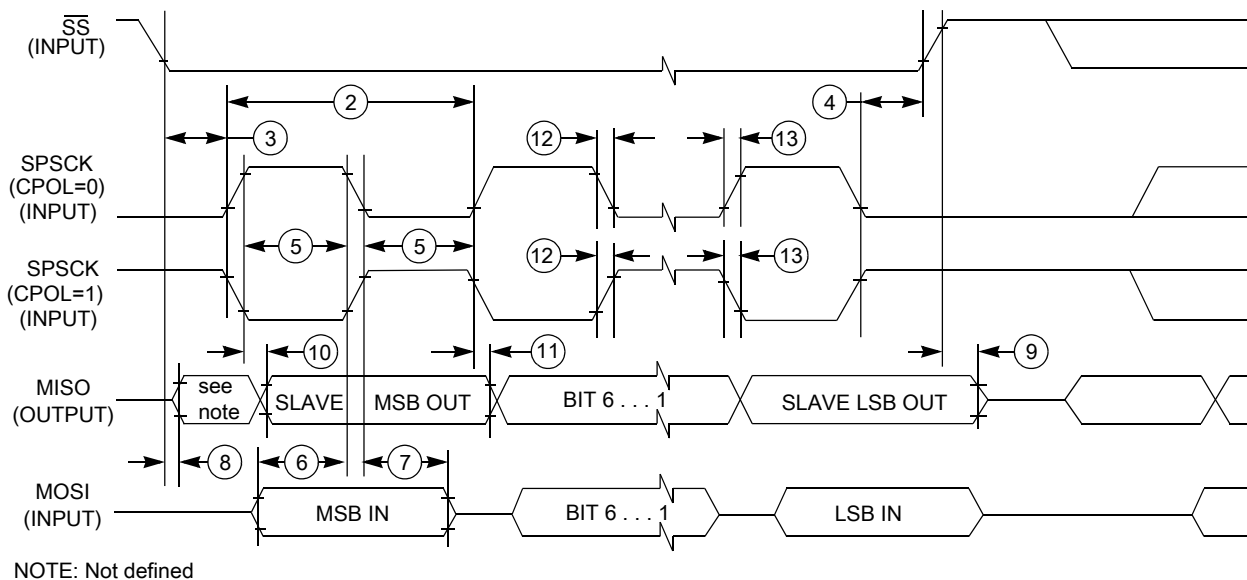 SS
(INPUT)
2
4
3
12
13
SPSCK
(CPOL=0)
(INPUT)
5
5
SPSCK
(CPOL=1)
(INPUT)
12
13
10
11
9
MISO
(OUTPUT)
see
note
SLAVE
MSB OUT
BIT 6 . . . 1
SLAVE LSB OUT
8
6
7
MOSI
(INPUT)
MSB IN
BIT 6 . . . 1
LSB IN
NOTE: Not defined